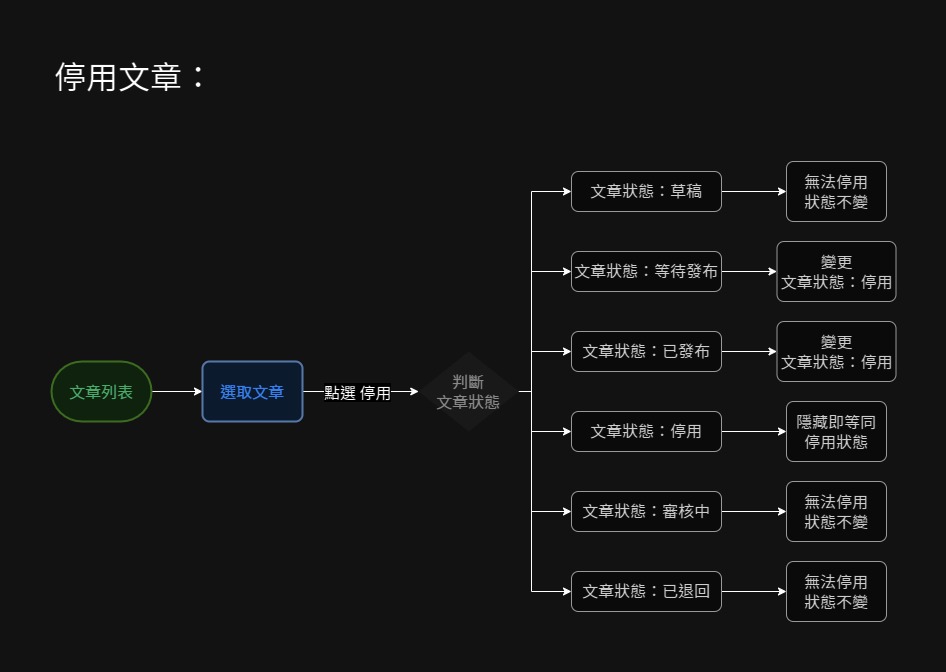 停用文章：
文章列表
選取文章
點選 停用
判斷
文章狀態
文章狀態：草稿
無法停用
狀態不變
文章狀態：等待發布
變更
文章狀態：停用
文章狀態：已發布
變更
文章狀態：停用
文章狀態：停用
隱藏即等同
停用狀態
文章狀態：審核中
無法停用
狀態不變
文章狀態：已退回
無法停用
狀態不變